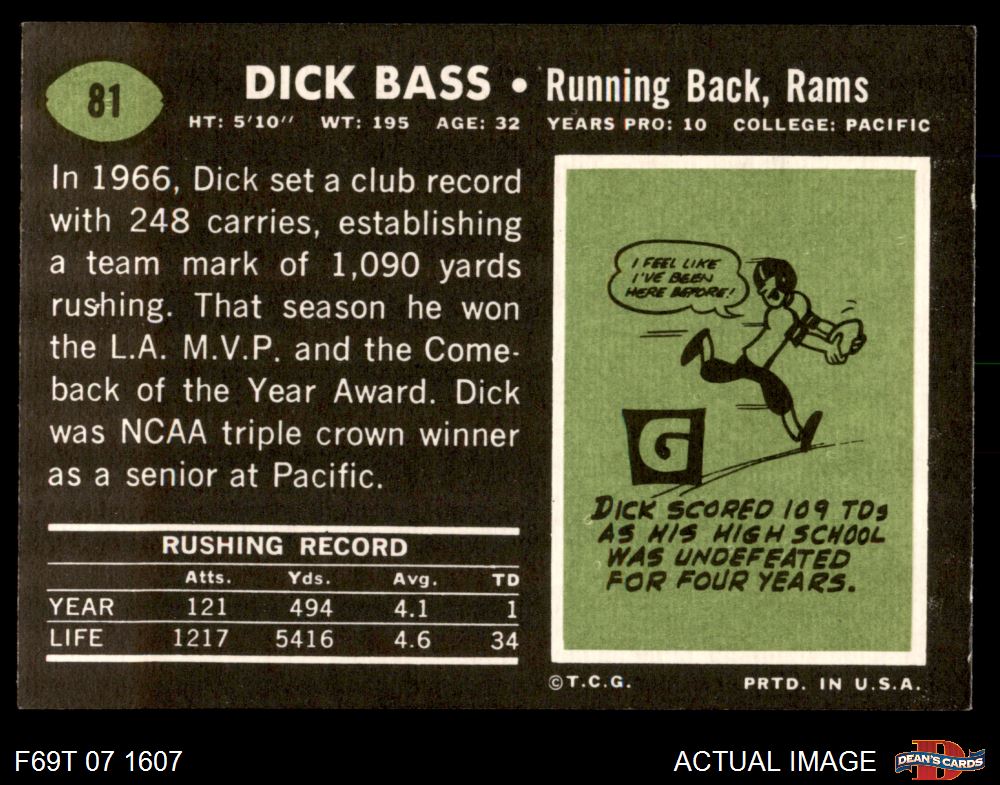 81
DICK BASS • Running Back, Rams
HT: 5'10" WT: 195 AGE: 32 YEARS PRO: 10 COLLEGE: PACIFIC
In 1966, Dick set a club record
with 248 carries, establishing
a team mark of 1,090 yards
rushing. That season he won
the L.A. M.V.P. and the Come-
back of the Year Award. Dick
was NCAA triple crown winner
as a senior at Pacific.
RUSHING RECORD
Atts. Yds. Avg. TD
YEAR 121 494 4.1 1
LIFE 1217 5416 4.6 34
I FEEL LIKE
I'VE BEEN
HERE BEFORE!
G
DICK SCORED 109 TDs
AS HIS HIGH SCHOOL
WAS UNDEFEATED
FOR FOUR YEARS.
©T.C.G. PRTD. IN U.S.A.
F69T 07 1607
ACTUAL IMAGE
D
DEAN'S CARDS